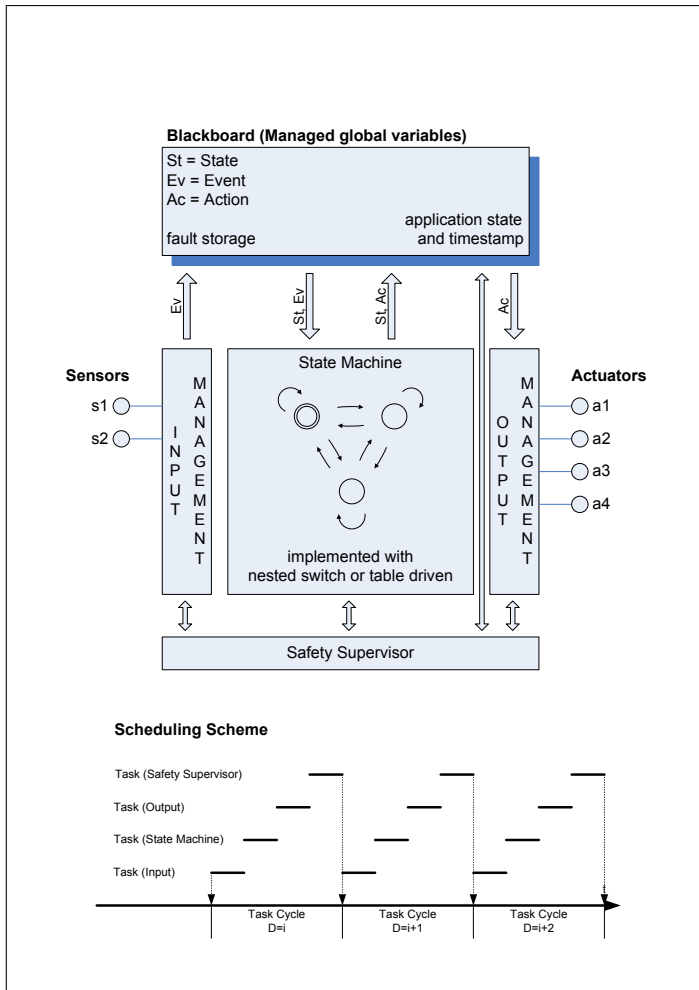 Blackboard (Managed global variables)
St = State
Ev = Event
Ac = Action
fault storage
application state
and timestamp
Ev
St, Ev
St, Ac
Ac
Sensors
s1
s2
INPUT
MANAGEMENT
State Machine
implemented with
nested switch or table driven
OUTPUT
MANAGEMENT
Actuators
a1
a2
a3
a4
Safety Supervisor
Scheduling Scheme
Task (Safety Supervisor)
Task (Output)
Task (State Machine)
Task (Input)
t
Task Cycle
D=i
Task Cycle
D=i+1
Task Cycle
D=i+2